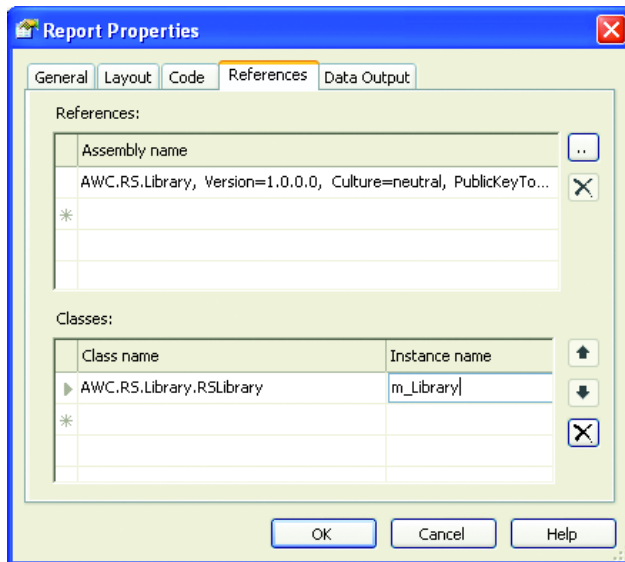 Report Properties
General Layout Code References Data Output
References:
Assembly name
AWC.RS.Library, Version=1.0.0.0, Culture=neutral, PublicKeyTo...
Classes:
Class name Instance name
AWC.RS.Library.RSLibrary m_Library
OK Cancel Help